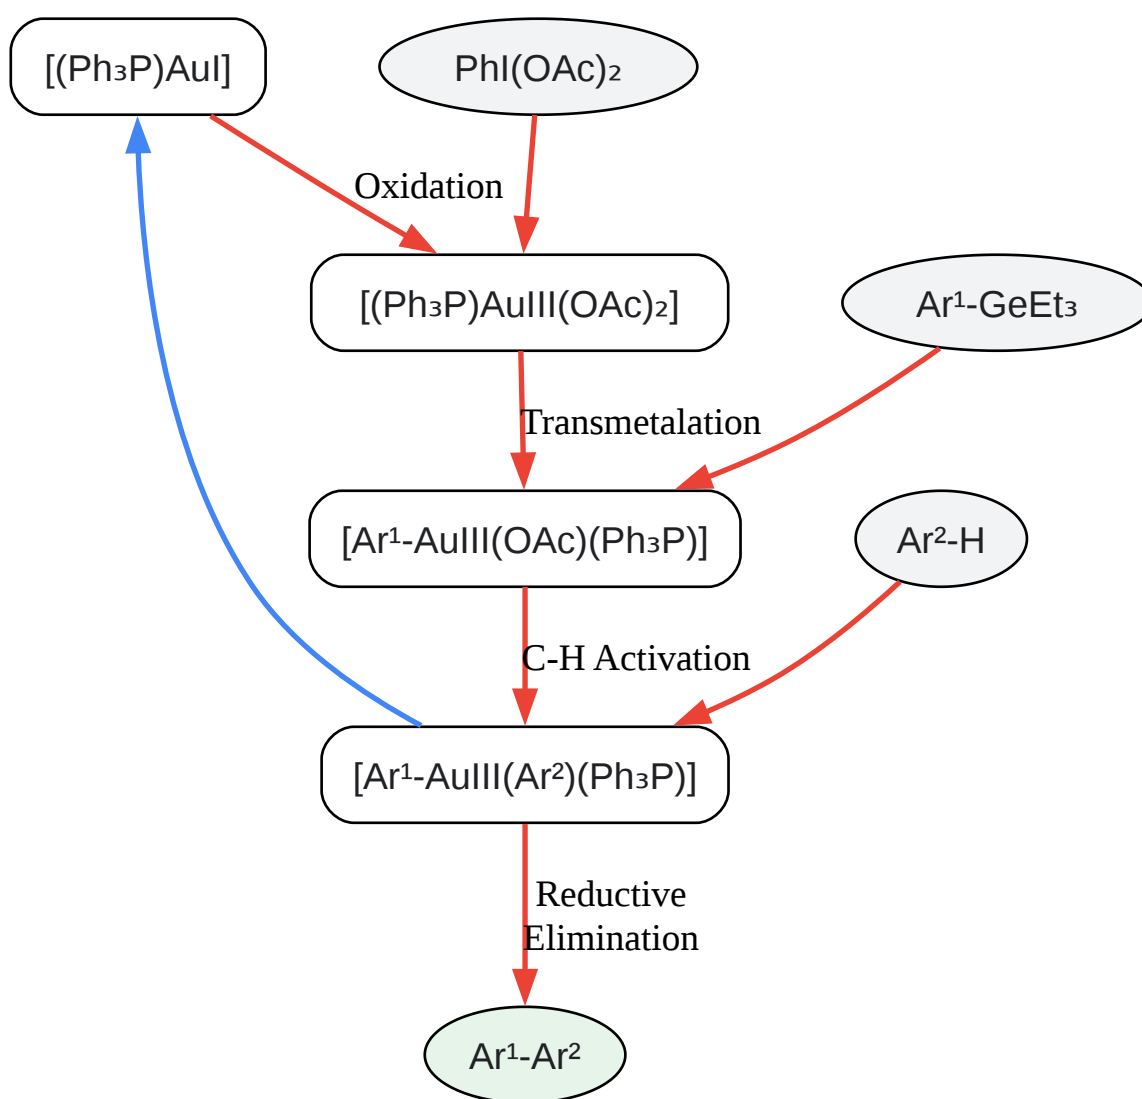 [(Ph₃P)AuI]
PhI(OAc)₂
Oxidation
[(Ph₃P)AuIII(OAc)₂]
Ar¹-GeEt₃
Transmetalation
[Ar¹-AuIII(OAc)(Ph₃P)]
Ar²-H
C-H Activation
[Ar¹-AuIII(Ar²)(Ph₃P)]
Reductive
Elimination
Ar¹-Ar²